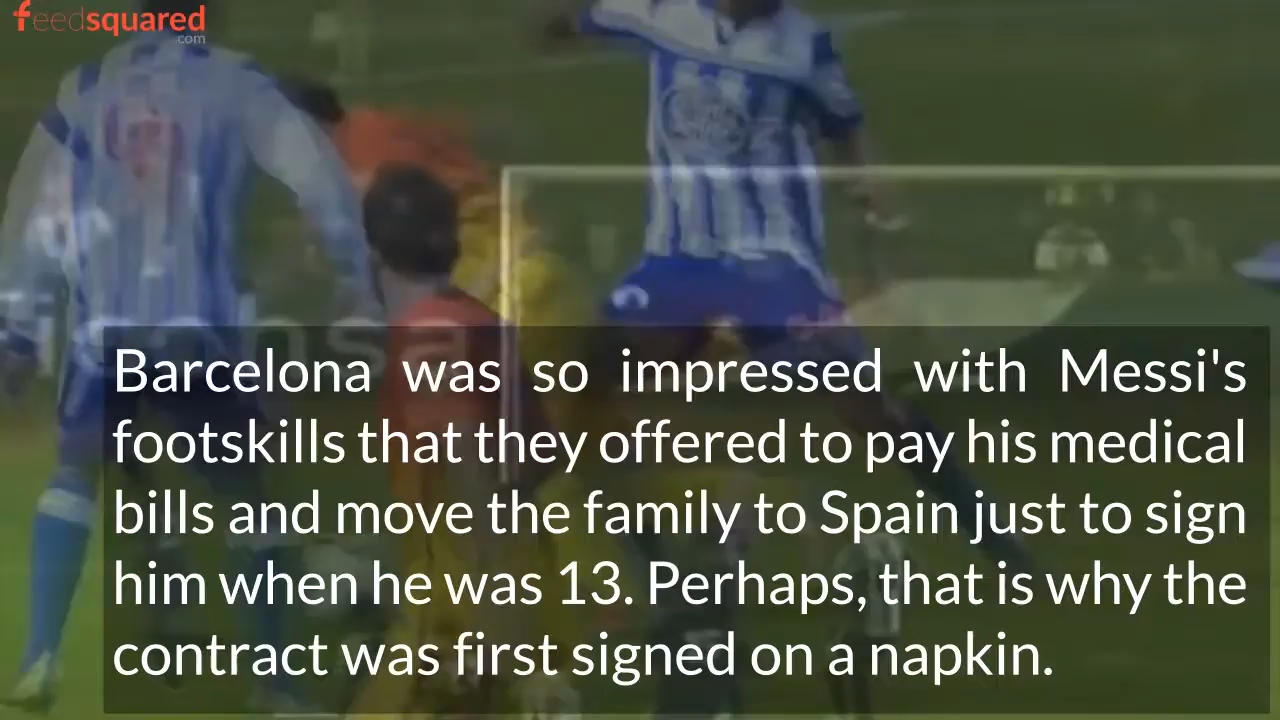 feedsquared
.com
Barcelona was so impressed with Messi's
footskills that they offered to pay his medical
bills and move the family to Spain just to sign
him when he was 13. Perhaps, that is why the
contract was first signed on a napkin.